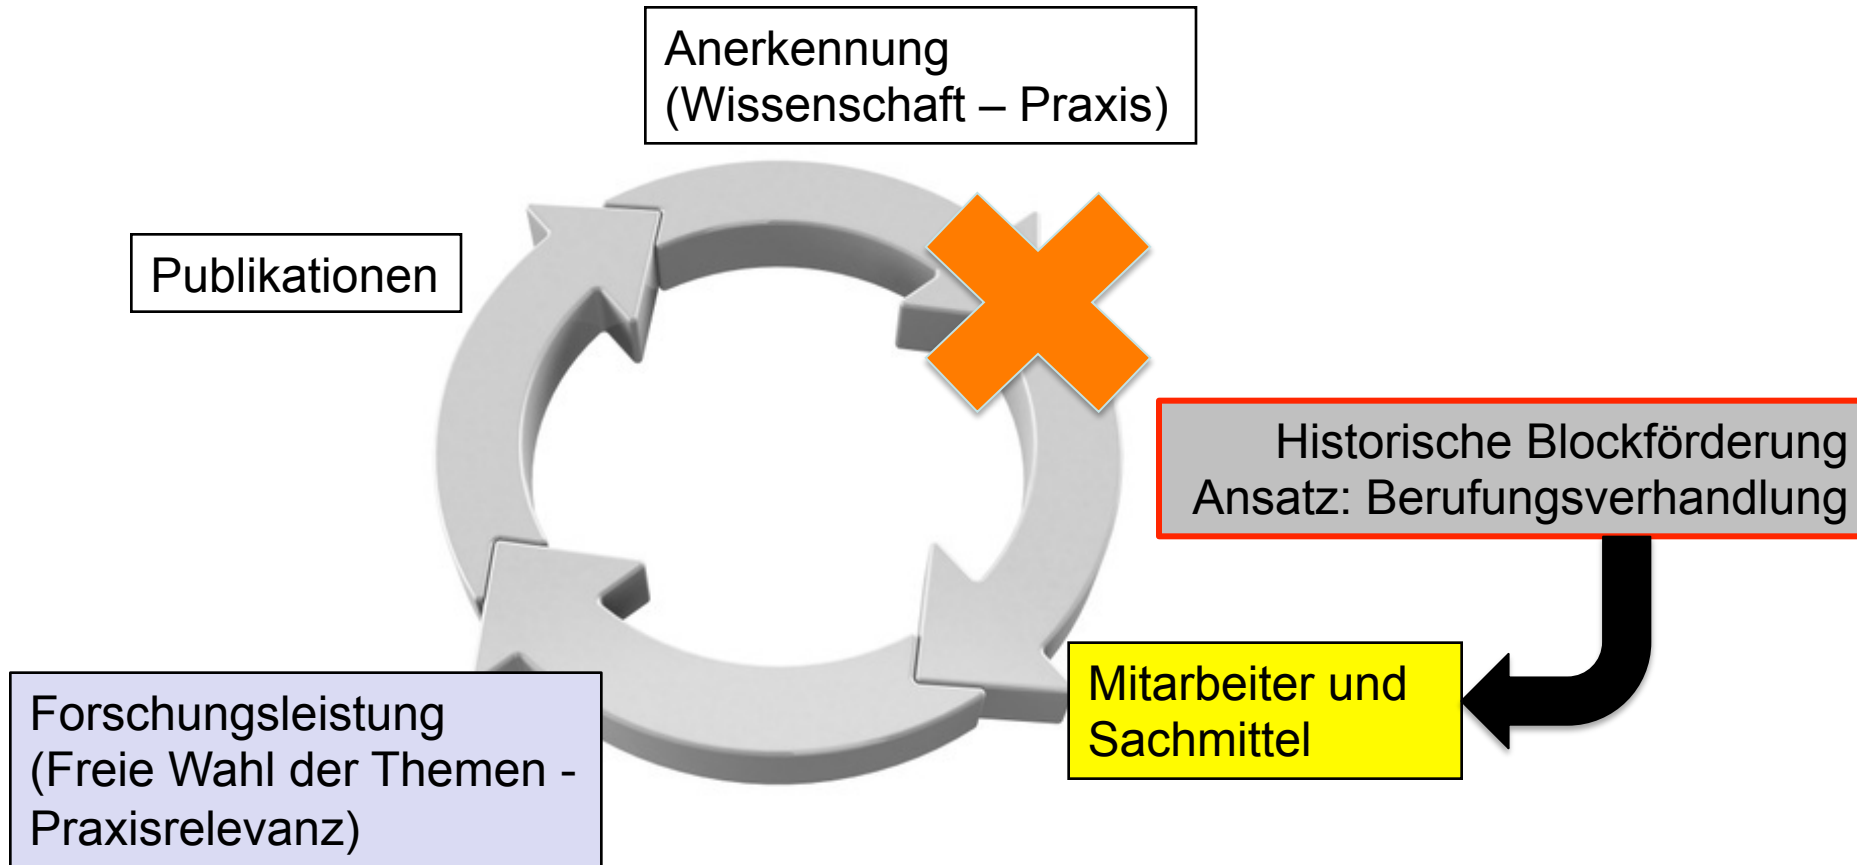 Anerkennung
(Wissenschaft – Praxis)
Publikationen
Historische Blockförderung
Ansatz: Berufungsverhandlung
Mitarbeiter und
Sachmittel
Forschungsleistung
(Freie Wahl der Themen -
Praxisrelevanz)